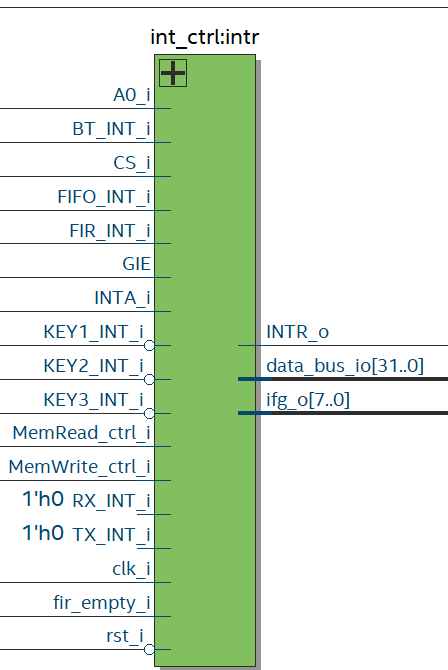 int_ctrl:intr
A0_i
BT_INT_i
CS_i
FIFO_INT_i
FIR_INT_i
GIE
INTA_i
KEY1_INT_i
INTR_o
KEY2_INT_i
data_bus_io[31..0]
KEY3_INT_i
ifg_o[7..0]
MemRead_ctrl_i
MemWrite_ctrl_i
1'h0 RX_INT_i
1'h0 TX_INT_i
clk_i
fir_empty_i
rst_i